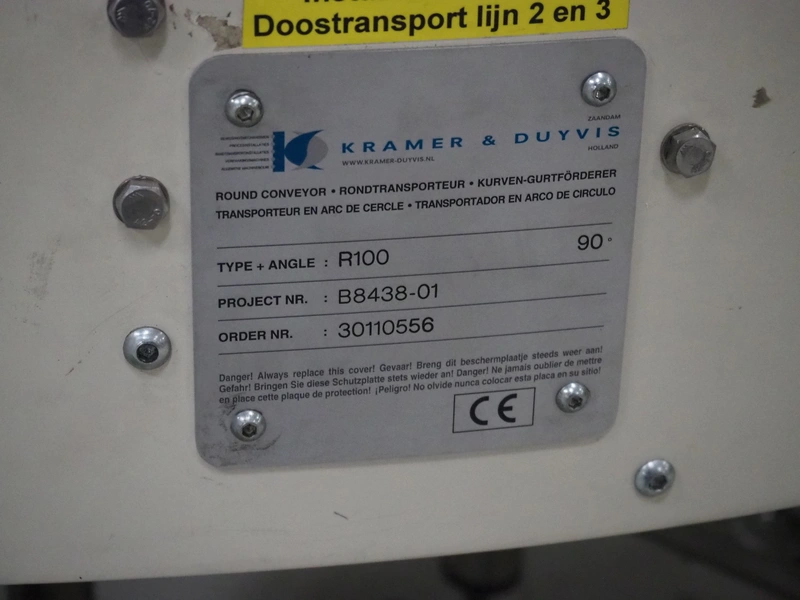 Doostransport lijn 2 en 3
ZAANDAM
KRAMER & DUYVIS
WWW.KRAMER-DUYVIS.NL
HOLLAND
ROUND CONVEYOR • RONDTRANSPORTEUR • KURVEN-GURTFÖRDERER
TRANSPORTEUR EN ARC DE CERCLE • TRANSPORTADOR EN ARCO DE CIRCULO
TYPE + ANGLE : R100 90°
PROJECT NR. : B8438-01
ORDER NR. : 30110556
Danger! Always replace this cover! Gevaar! Breng dit beschermplaatje steeds weer aan!
Gefahr! Bringen Sie diese Schutzplatte stets wieder an! Danger! Ne jamais oublier de mettre
en place cette plaque de protection! ¡Peligro! No olvide nunca colocar esta placa en su sitio!
CE